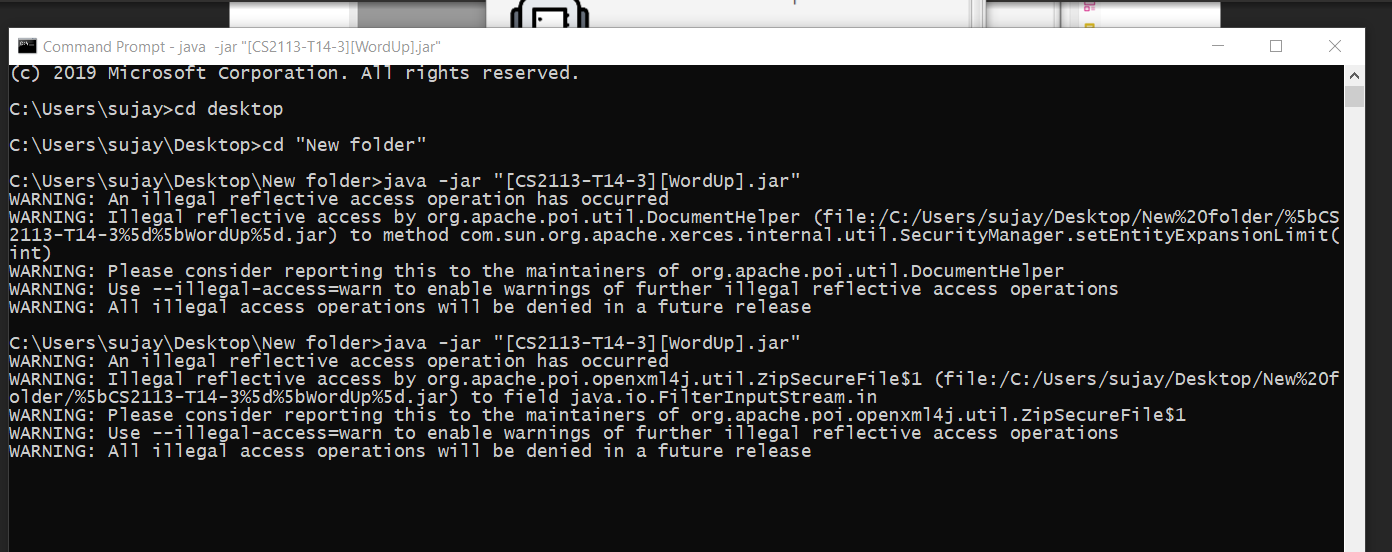 Command Prompt - java  -jar "[CS2113-T14-3][WordUp].jar"
(c) 2019 Microsoft Corporation. All rights reserved.
C:\Users\sujay>cd desktop
C:\Users\sujay\Desktop>cd "New folder"
C:\Users\sujay\Desktop\New folder>java -jar "[CS2113-T14-3][WordUp].jar"
WARNING: An illegal reflective access operation has occurred
WARNING: Illegal reflective access by org.apache.poi.util.DocumentHelper (file:/C:/Users/sujay/Desktop/New%20folder/%5bCS
2113-T14-3%5d%5bWordUp%5d.jar) to method com.sun.org.apache.xerces.internal.util.SecurityManager.setEntityExpansionLimit(
int)
WARNING: Please consider reporting this to the maintainers of org.apache.poi.util.DocumentHelper
WARNING: Use --illegal-access=warn to enable warnings of further illegal reflective access operations
WARNING: All illegal access operations will be denied in a future release
C:\Users\sujay\Desktop\New folder>java -jar "[CS2113-T14-3][WordUp].jar"
WARNING: An illegal reflective access operation has occurred
WARNING: Illegal reflective access by org.apache.poi.openxml4j.util.ZipSecureFile$1 (file:/C:/Users/sujay/Desktop/New%20f
older/%5bCS2113-T14-3%5d%5bWordUp%5d.jar) to field java.io.FilterInputStream.in
WARNING: Please consider reporting this to the maintainers of org.apache.poi.openxml4j.util.ZipSecureFile$1
WARNING: Use --illegal-access=warn to enable warnings of further illegal reflective access operations
WARNING: All illegal access operations will be denied in a future release